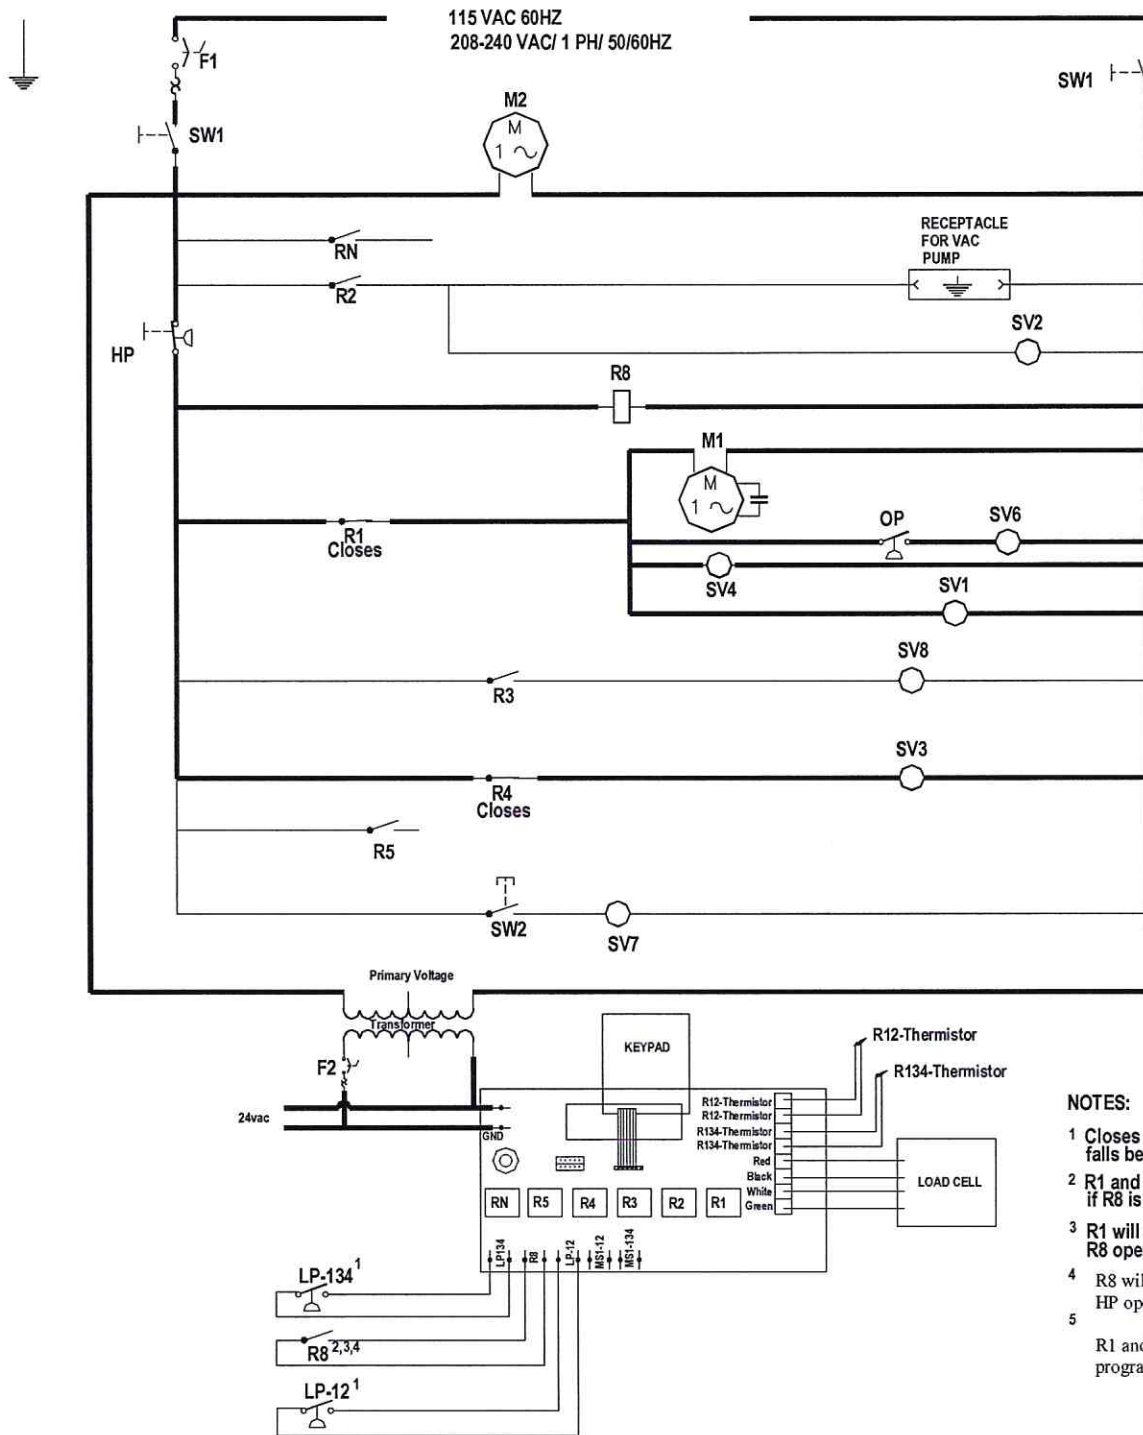 115 VAC 60HZ
208-240 VAC/ 1 PH/ 50/60HZ
F1
SW1
SW1
M2
M
1
RN
RECEPTACLE
FOR VAC
PUMP
R2
SV2
HP
R8
M1
M
1
OP
SV6
R1
Closes
SV4
SV1
SV8
R3
SV3
R4
Closes
R5
SW2
SV7
Primary Voltage
Transformer
F2
24vac
GND
KEYPAD
R12-Thermistor
R134-Thermistor
R12-Thermistor
R12-Thermistor
R134-Thermistor
R134-Thermistor
Red
Black
White
Green
LOAD CELL
RN R5 R4 R3 R2 R1
LP134
R8
LP-12
MS1-12
MS1-134
LP-134 1
R8 2,3,4
LP-12 1
NOTES:
1 Closes
falls be
2 R1 and
if R8 is
3 R1 will
R8 ope
4 R8 wil
HP op
5
R1 and
progra